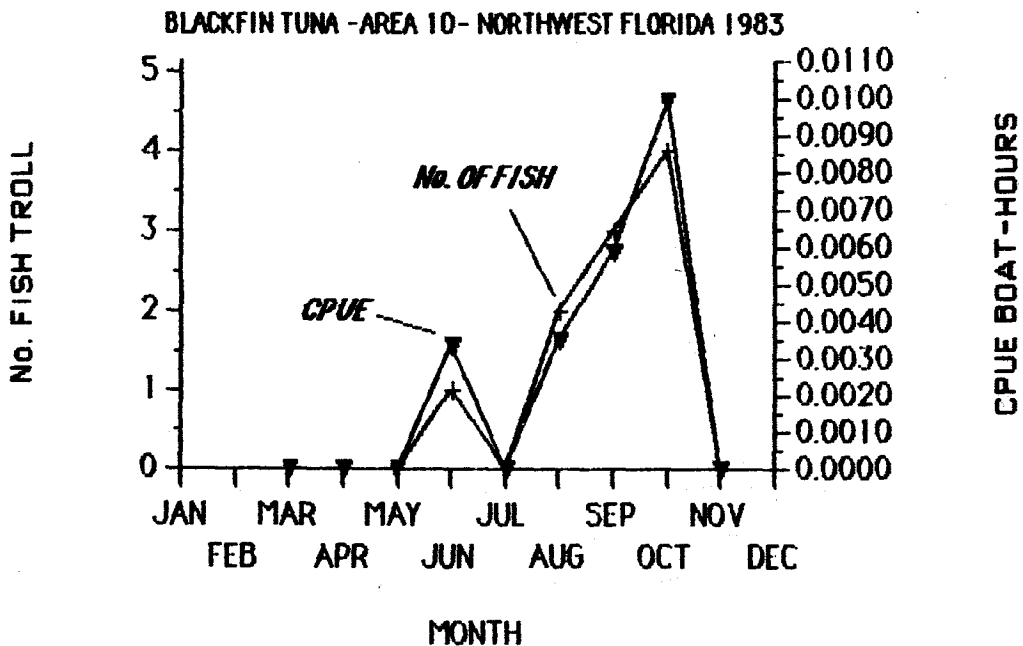 BLACKFIN TUNA -AREA 10- NORTHWEST FLORIDA 1983
No. FISH TROLL
5
4
3
2
1
0
No. OF FISH
CPUE
0.0110
0.0100
0.0090
0.0080
0.0070
0.0060
0.0050
0.0040
0.0030
0.0020
0.0010
0.0000
CPUE BOAT-HOURS
JAN MAR MAY JUL SEP NOV
FEB APR JUN AUG OCT DEC
MONTH